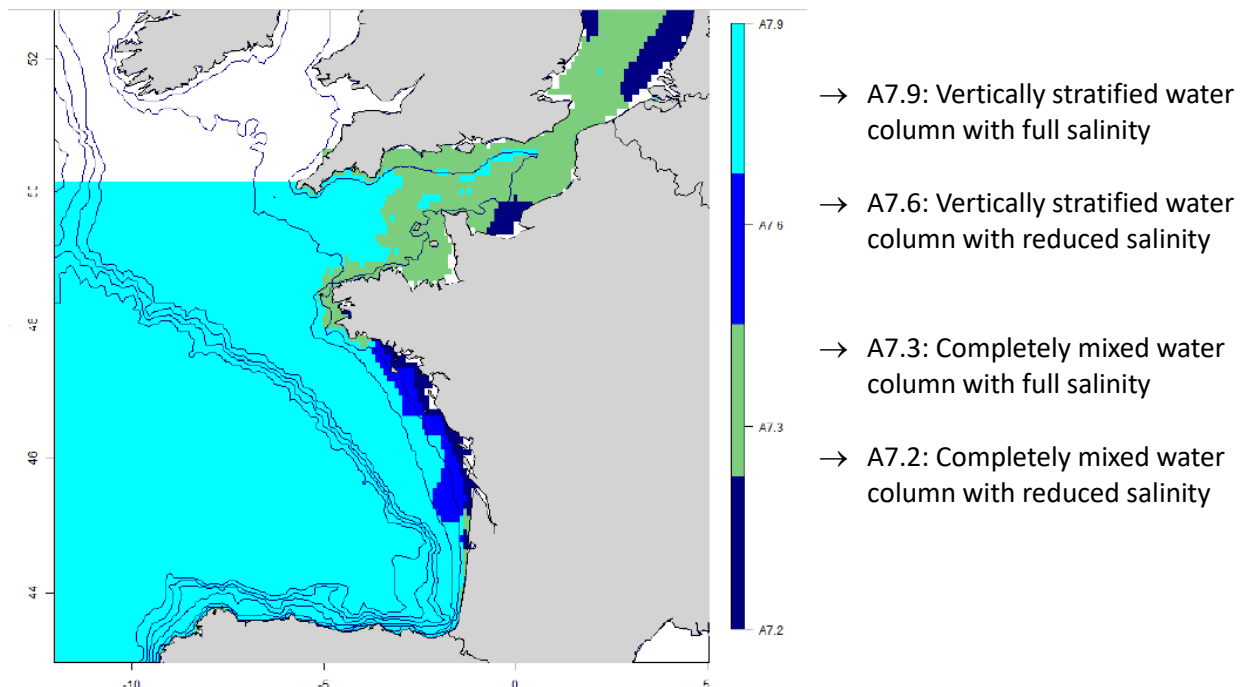 A7.9
A7.6
A7.3
A7.2
52
50
48
46
44
-10
-5
0
5
→ A7.9: Vertically stratified water
column with full salinity
→ A7.6: Vertically stratified water
column with reduced salinity
→ A7.3: Completely mixed water
column with full salinity
→ A7.2: Completely mixed water
column with reduced salinity